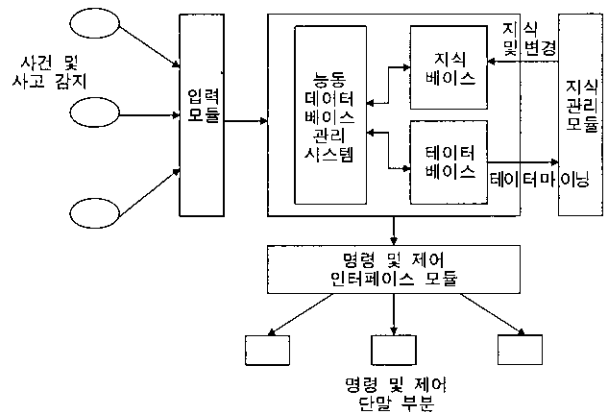 사건 및
사고 감지
입력
모듈
능동
데이터
베이스
관리
시스템
지식
베이스
테이터
베이스
지식
및 변경
지식
관리
모듈
테이터마이닝
명령 및 제어
인터페이스 모듈
명령 및 제어
단말 부분